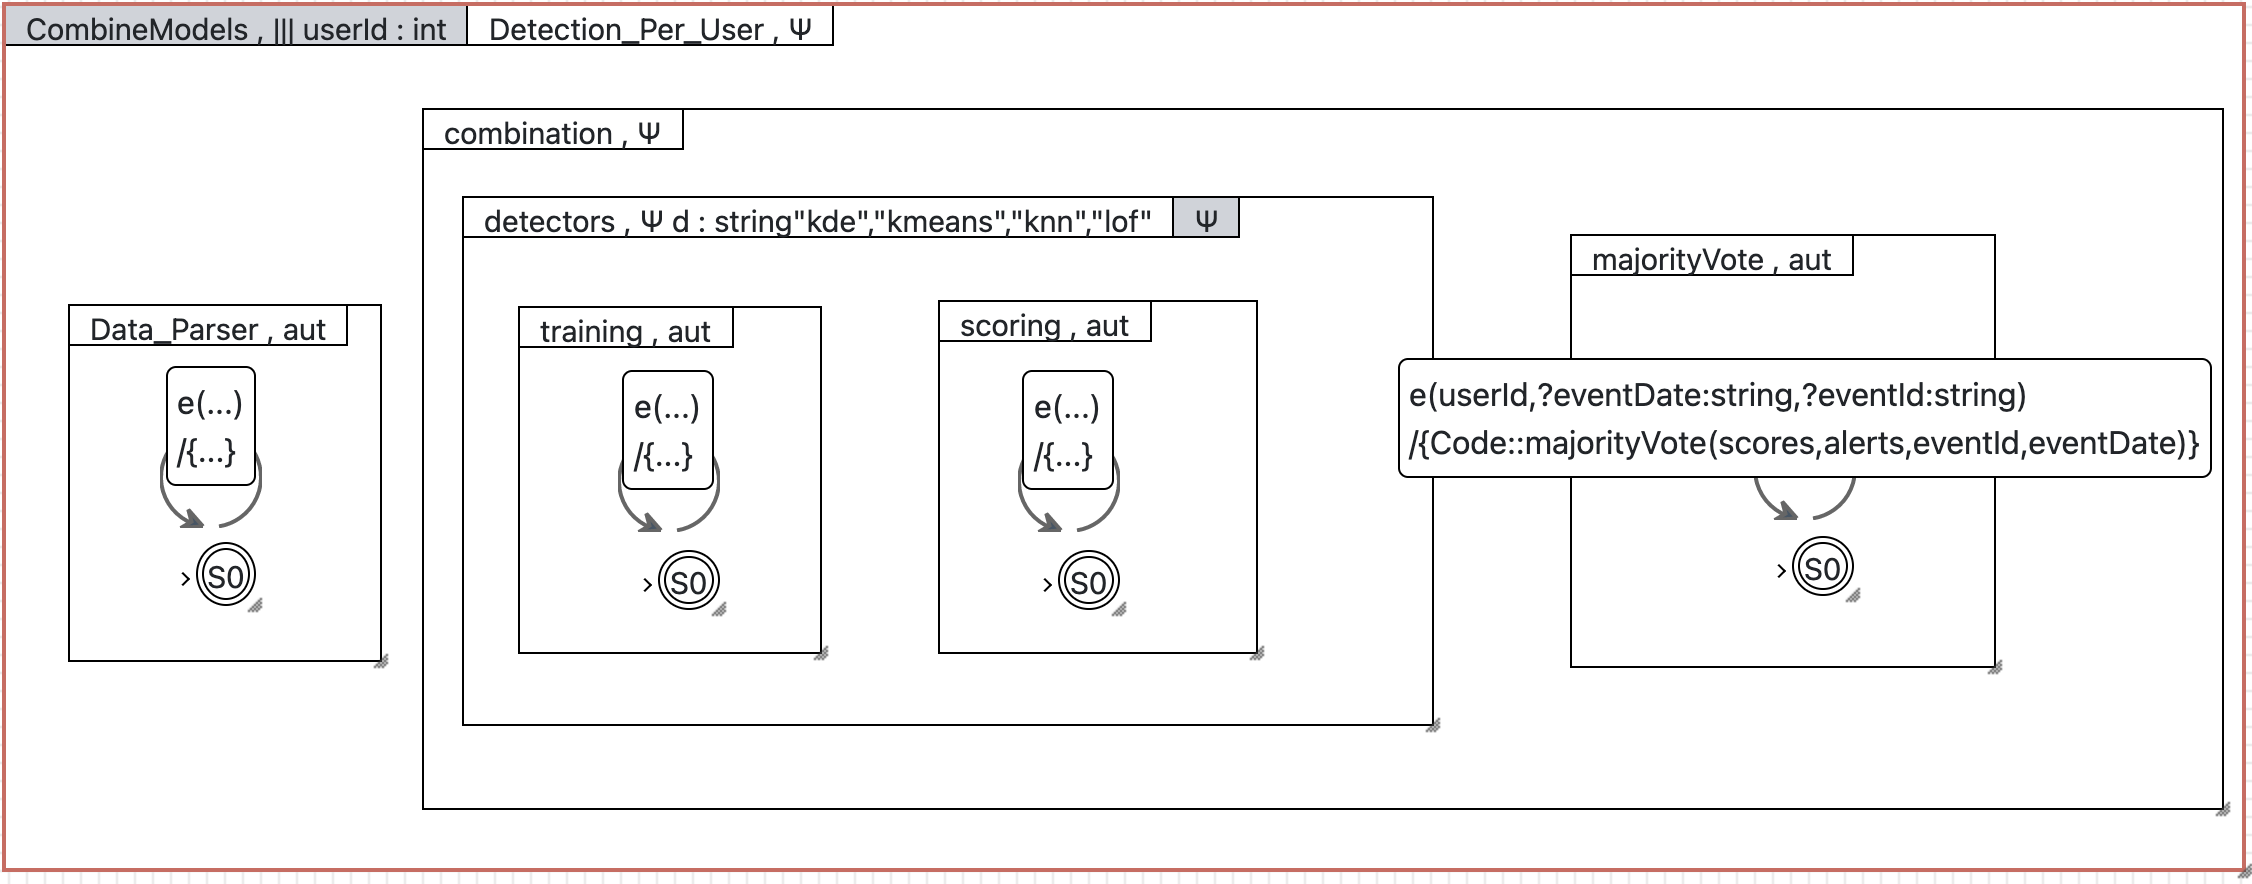 CombineModels , ||| userId : int
Detection_Per_User , Ψ
combination , Ψ
detectors , Ψ d : string"kde","kmeans","knn","lof"
Ψ
majorityVote , aut
Data_Parser , aut
e(...)
/{...}
S0
training , aut
e(...)
/{...}
S0
scoring , aut
e(...)
/{...}
S0
e(userId,?eventDate:string,?eventId:string)
/{Code::majorityVote(scores,alerts,eventId,eventDate)}
S0